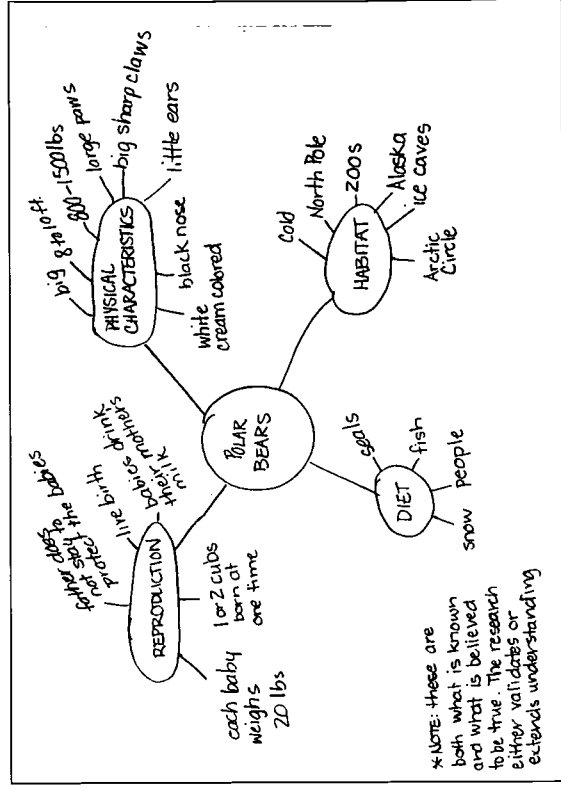 POLAR
BEARS
PHYSICAL
CHARACTERISTICS
big
8 to 10 ft.
800-1500 lbs
large paws
big sharp claws
little ears
black nose
white
cream colored
HABITAT
cold
North Pole
zoos
Alaska
ice caves
Arctic
Circle
DIET
seals
fish
people
snow
REPRODUCTION
father does
not stay to
protect the babies
live birth
babies drink
their mothers
milk
1 or 2 cubs
born at
one time
each baby
weighs
20 lbs
*NOTE: these are
both what is known
and what is believed
to be true. The research
either validates or
extends understanding